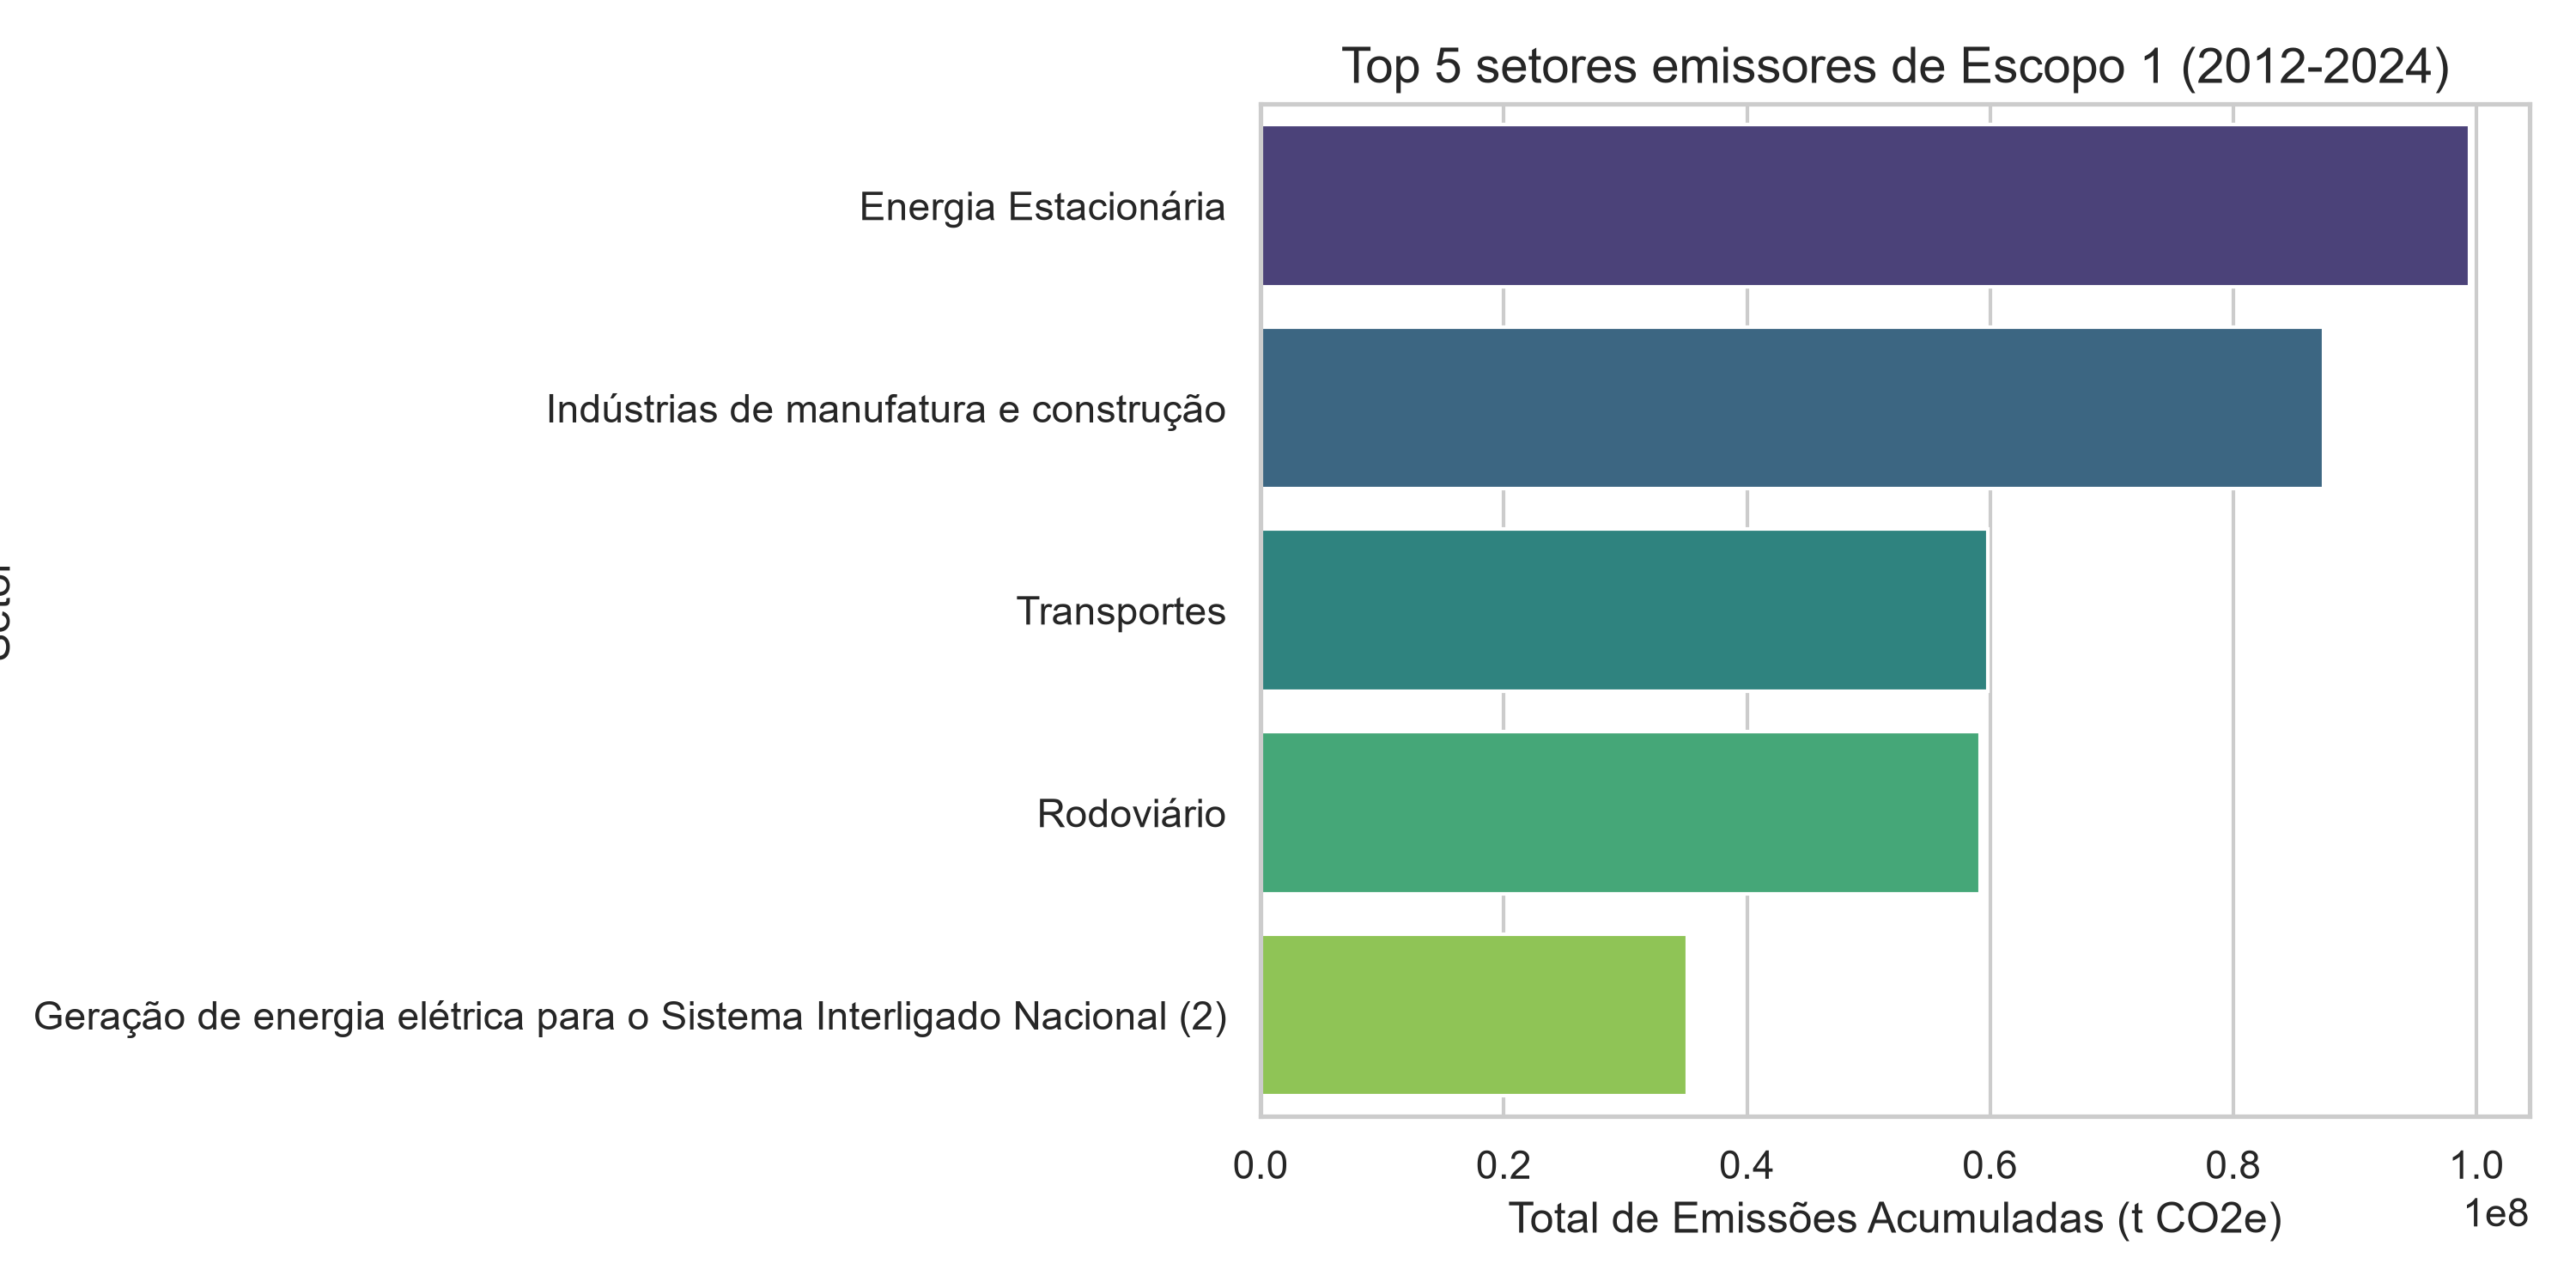 Top 5 setores emissores de Escopo 1 (2012-2024)
Energia Estacionária
Indústrias de manufatura e construção
Transportes
Rodoviário
Geração de energia elétrica para o Sistema Interligado Nacional (2)
0.0 0.2 0.4 0.6 0.8 1.0
1e8
Total de Emissões Acumuladas (t CO2e)